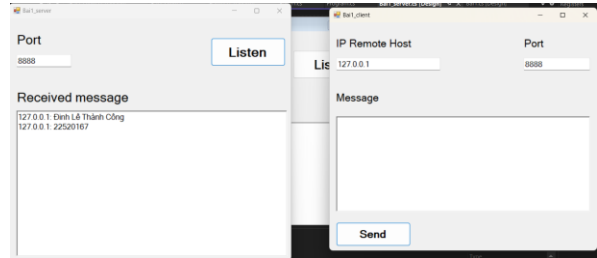 Bai1_server
Port
8888
Listen
Received message
127.0.0.1: Đinh Lê Thành Công
127.0.0.1: 22520167
Lis
Bai1_client
IP Remote Host
Port
127.0.0.1
8888
Message
Send